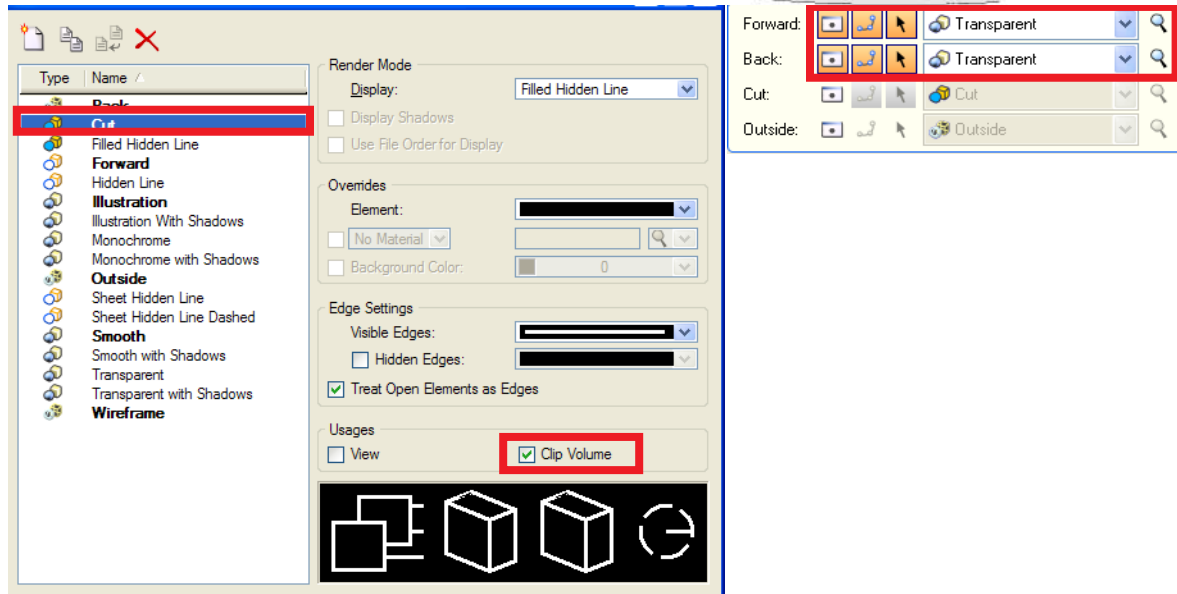 Type Name
Back
Cut
Filled Hidden Line
Forward
Hidden Line
Illustration
Illustration With Shadows
Monochrome
Monochrome with Shadows
Outside
Sheet Hidden Line
Sheet Hidden Line Dashed
Smooth
Smooth with Shadows
Transparent
Transparent with Shadows
Wireframe
Render Mode
Display: Filled Hidden Line
Display Shadows
Use File Order for Display
Overrides
Element:
No Material
Background Color: 0
Edge Settings
Visible Edges:
Hidden Edges:
Treat Open Elements as Edges
Usages
View Clip Volume
Forward: Transparent
Back: Transparent
Cut: Cut
Outside: Outside